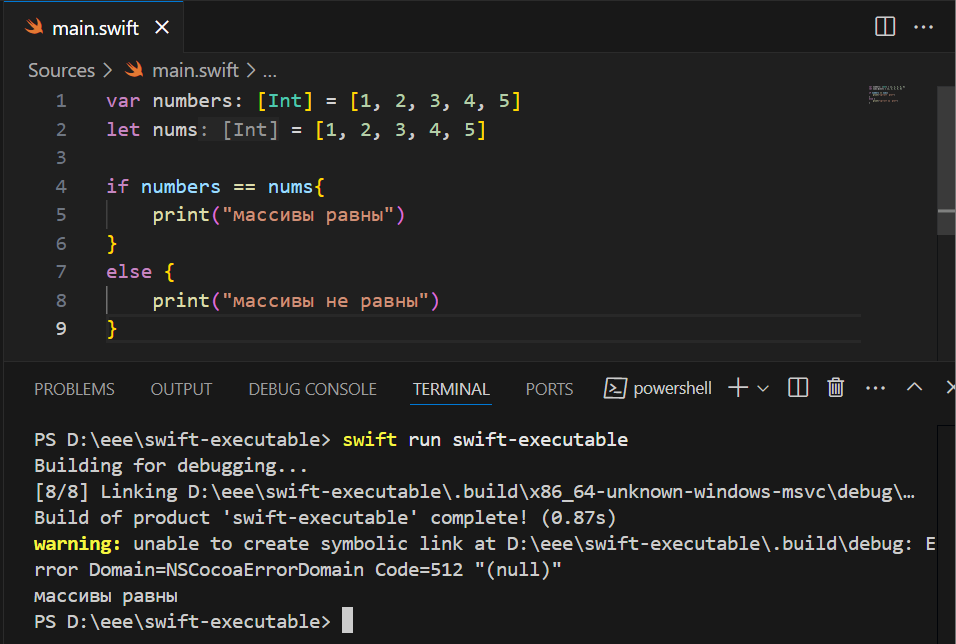 main.swift
Sources > main.swift > ...
1 var numbers: [Int] = [1, 2, 3, 4, 5]
2 let nums: [Int] = [1, 2, 3, 4, 5]
3
4 if numbers == nums{
5     print("массивы равны")
6 }
7 else {
8     print("массивы не равны")
9 }
PROBLEMS OUTPUT DEBUG CONSOLE TERMINAL PORTS powershell
PS D:\eee\swift-executable> swift run swift-executable
Building for debugging...
[8/8] Linking D:\eee\swift-executable\.build\x86_64-unknown-windows-msvc\debug\…
Build of product 'swift-executable' complete! (0.87s)
warning: unable to create symbolic link at D:\eee\swift-executable\.build\debug: E
rror Domain=NSCocoaErrorDomain Code=512 "(null)"
массивы равны
PS D:\eee\swift-executable>